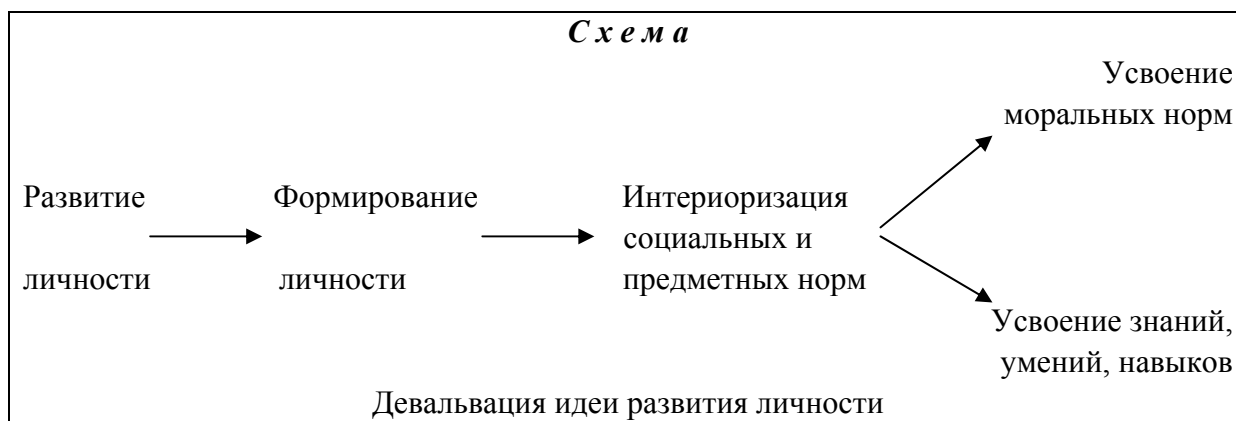 С х е м а
Усвоение
моральных норм
Развитие
личности
Формирование
личности
Интериоризация
социальных и
предметных норм
Усвоение знаний,
умений, навыков
Девальвация идеи развития личности